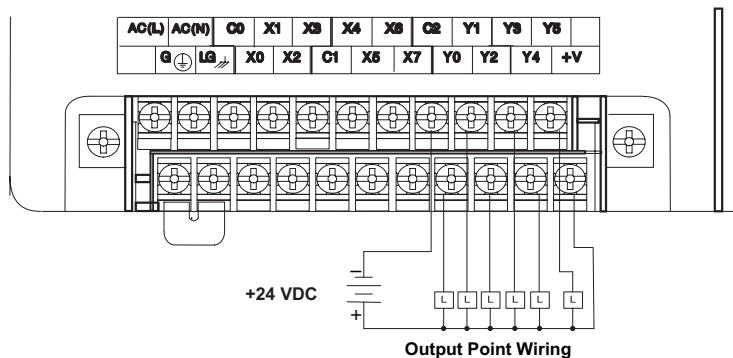 AC(L) AC(N) C0 X1 X3 X4 X6 C2 Y1 Y3 Y5
G LG X0 X2 C1 X5 X7 Y0 Y2 Y4 +V
−
+24 VDC
+
L L L L L L
Output Point Wiring